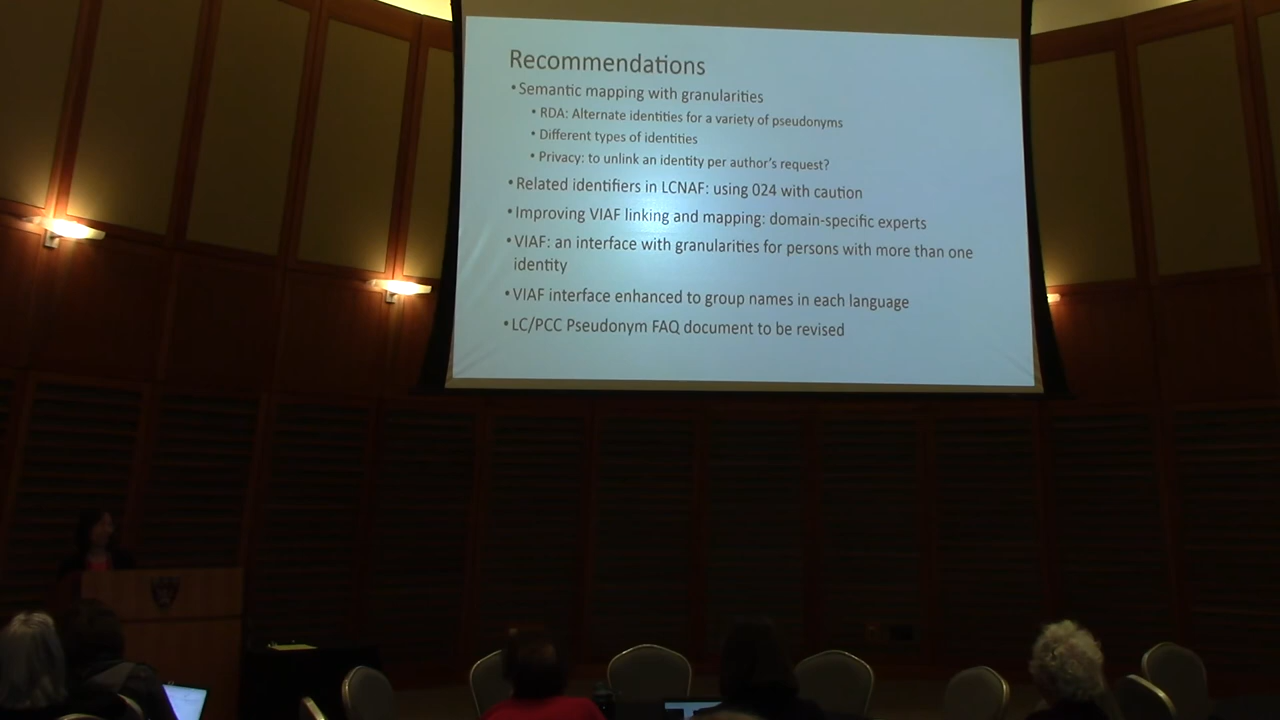 Recommendations
•Semantic mapping with granularities
• RDA: Alternate identities for a variety of pseudonyms
• Different types of identities
• Privacy: to unlink an identity per author's request?
•Related identifiers in LCNAF: using 024 with caution
•Improving VIAF linking and mapping: domain-specific experts
•VIAF: an interface with granularities for persons with more than one
identity
•VIAF interface enhanced to group names in each language
•LC/PCC Pseudonym FAQ document to be revised